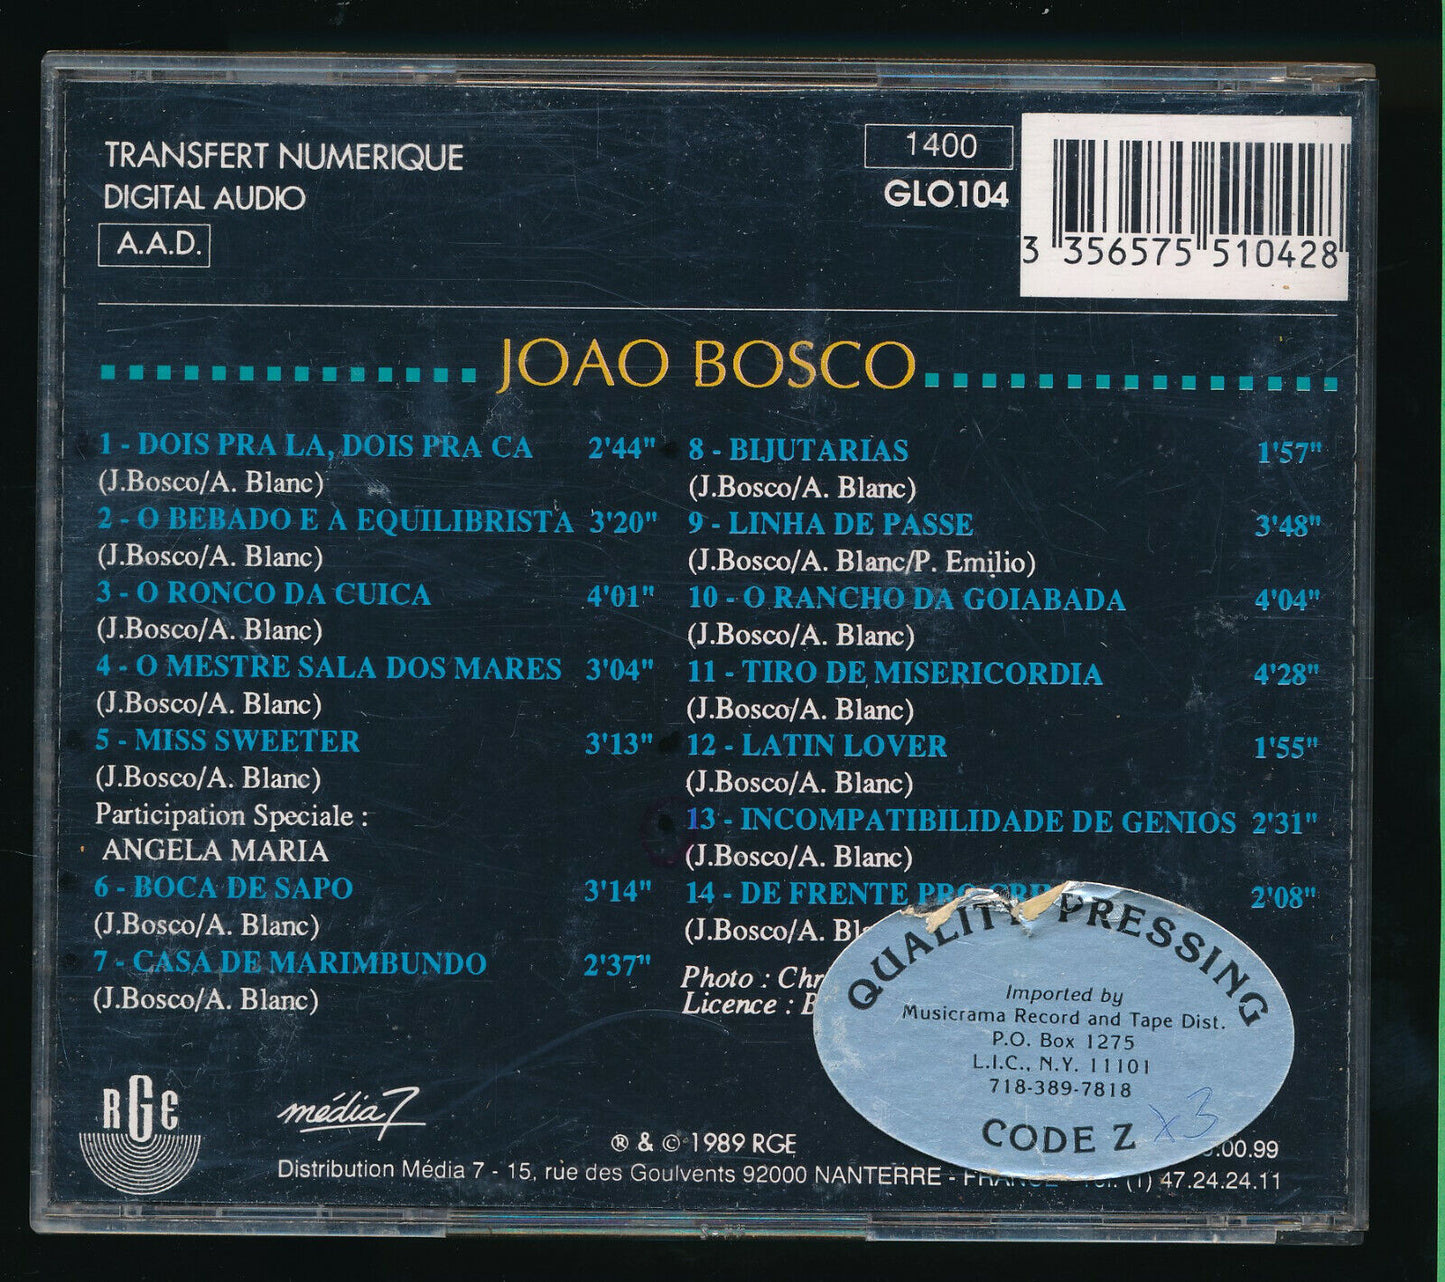 TRANSFERT NUMERIQUE
DIGITAL AUDIO
A.A.D.
1400
GLO104
3 356575 510428
JOAO BOSCO
1 - DOIS PRA LA, DOIS PRA CA 2'44"
(J.Bosco/A. Blanc)
2 - O BEBADO E A EQUILIBRISTA 3'20"
(J.Bosco/A. Blanc)
3 - O RONCO DA CUICA 4'01"
(J.Bosco/A. Blanc)
4 - O MESTRE SALA DOS MARES 3'04"
(J.Bosco/A. Blanc)
5 - MISS SWEETER 3'13"
(J.Bosco/A. Blanc)
Participation Speciale :
ANGELA MARIA
6 - BOCA DE SAPO 3'14"
(J.Bosco/A. Blanc)
7 - CASA DE MARIMBUNDO 2'37"
(J.Bosco/A. Blanc)
8 - BIJUTARIAS 1'57"
(J.Bosco/A. Blanc)
9 - LINHA DE PASSE 3'48"
(J.Bosco/A. Blanc/P. Emilio)
10 - O RANCHO DA GOIABADA 4'04"
(J.Bosco/A. Blanc)
11 - TIRO DE MISERICORDIA 4'28"
(J.Bosco/A. Blanc)
12 - LATIN LOVER 1'55"
(J.Bosco/A. Blanc)
13 - INCOMPATIBILIDADE DE GENIOS 2'31"
(J.Bosco/A. Blanc)
14 - DE FRENTE 2'08"
(J.Bosco/A.
Photo :
Licence :
QUALITY PRESSING
Imported by
Musicrama Record and Tape Dist.
P.O. Box 1275
L.I.C., N.Y. 11101
718-389-7818
CODE Z x3
RGE
média 7
℗ & © 1989 RGE .00.99
Distribution Média 7 - 15, rue des Goulvents 92000 NANTERRE - (1) 47.24.24.11